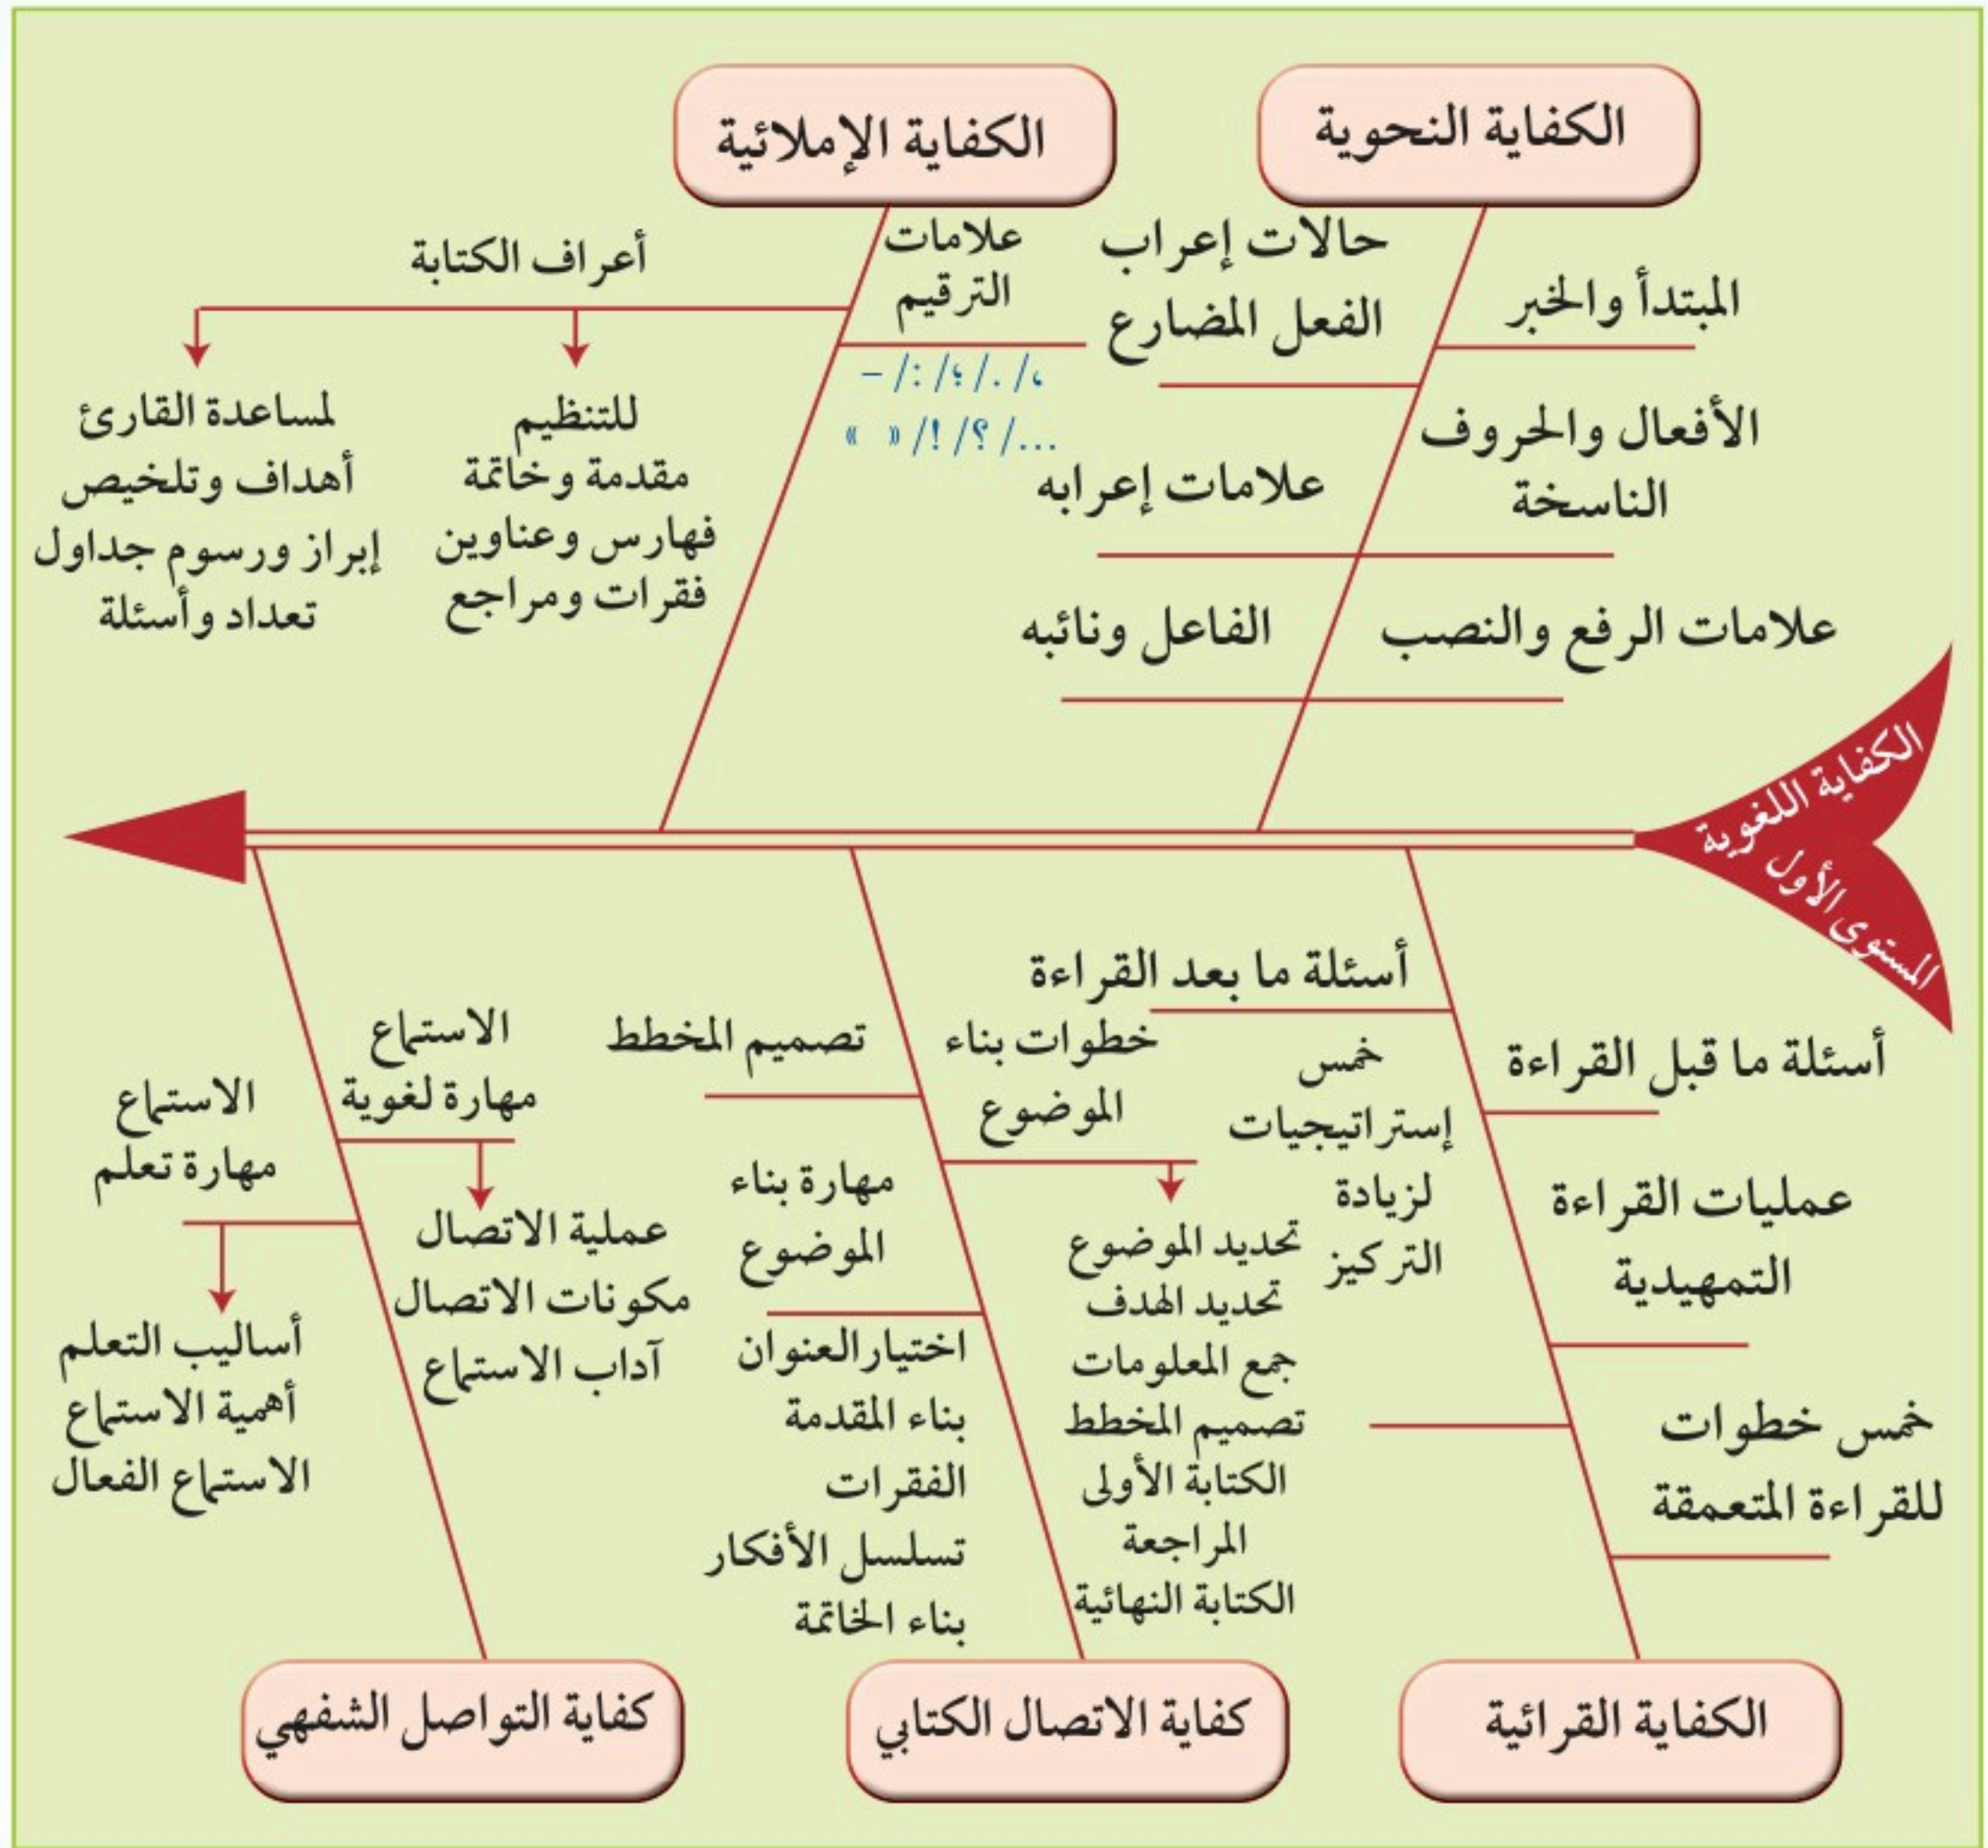 الكفاية اللغوية
المستوى الأول
الكفاية النحوية
المبتدأ والخبر
الأفعال والحروف
الناسخة
علامات الرفع والنصب
حالات إعراب
الفعل المضارع
علامات إعرابه
الفاعل ونائبه
الكفاية الإملائية
علامات
الترقيم
،/ ./ ؛/ :/ –
.../ ؟/ !/ « »
أعراف الكتابة
للتنظيم
مقدمة وخاتمة
فهارس وعناوين
فقرات ومراجع
لمساعدة القارئ
أهداف وتلخيص
إبراز ورسوم جداول
تعداد وأسئلة
أسئلة ما قبل القراءة
عمليات القراءة
التمهيدية
خمس خطوات
للقراءة المتعمقة
أسئلة ما بعد القراءة
خمس
إستراتيجيات
لزيادة
التركيز
الكفاية القرائية
خطوات بناء
الموضوع
تحديد الموضوع
تحديد الهدف
جمع المعلومات
تصميم المخطط
الكتابة الأولى
المراجعة
الكتابة النهائية
تصميم المخطط
مهارة بناء
الموضوع
اختيار العنوان
بناء المقدمة
الفقرات
تسلسل الأفكار
بناء الخاتمة
كفاية الاتصال الكتابي
الاستماع
مهارة لغوية
عملية الاتصال
مكونات الاتصال
آداب الاستماع
الاستماع
مهارة تعلم
أساليب التعلم
أهمية الاستماع
الاستماع الفعال
كفاية التواصل الشفهي